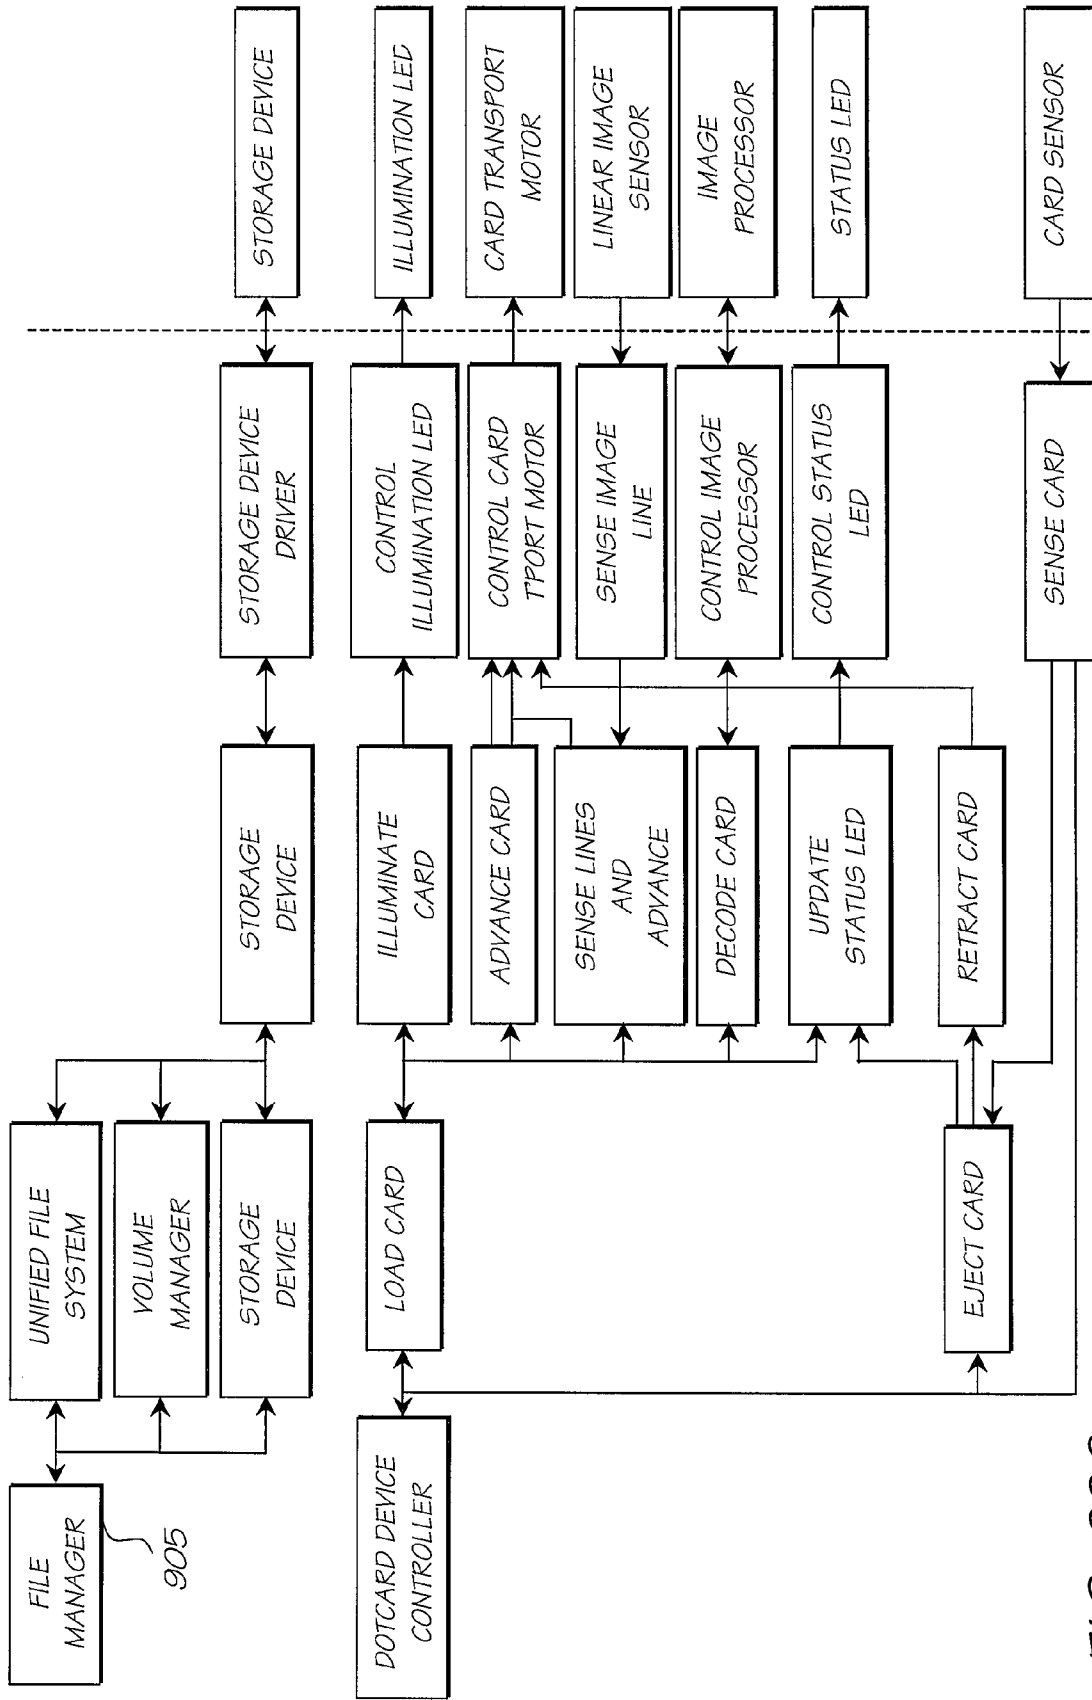 FILE
MANAGER
905
UNIFIED FILE
SYSTEM
VOLUME
MANAGER
STORAGE
DEVICE
STORAGE
DEVICE
STORAGE DEVICE
DRIVER
STORAGE DEVICE
DOTCARD DEVICE
CONTROLLER
LOAD CARD
ILLUMINATE
CARD
CONTROL
ILLUMINATION LED
ILLUMINATION LED
ADVANCE CARD
CONTROL CARD
T'PORT MOTOR
CARD TRANSPORT
MOTOR
SENSE LINES
AND
ADVANCE
SENSE IMAGE
LINE
LINEAR IMAGE
SENSOR
DECODE CARD
CONTROL IMAGE
PROCESSOR
IMAGE
PROCESSOR
UPDATE
STATUS LED
CONTROL STATUS
LED
STATUS LED
EJECT CARD
RETRACT CARD
SENSE CARD
CARD SENSOR